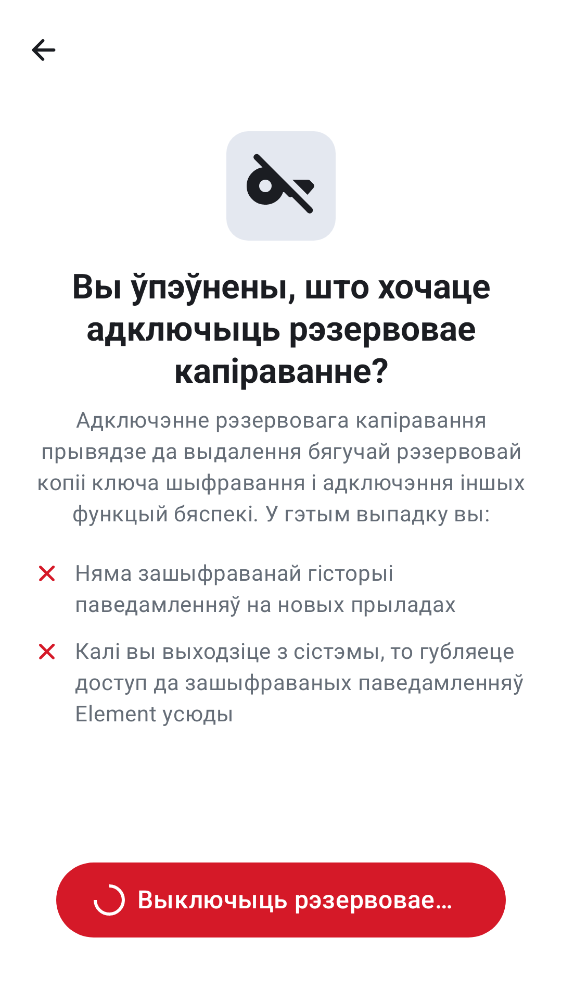 Вы ўпэўнены, што хочаце
адключыць рэзервовае
капіраванне?
Адключэнне рэзервовага капіравання
прывядзе да выдалення бягучай рэзервовай
копіі ключа шыфравання і адключэння іншых
функцый бяспекі. У гэтым выпадку вы:
Няма зашыфраванай гісторыі
паведамленняў на новых прыладах
Калі вы выходзіце з сістэмы, то губляеце
доступ да зашыфраваных паведамленняў
Element усюды
Выключыць рэзервовае…